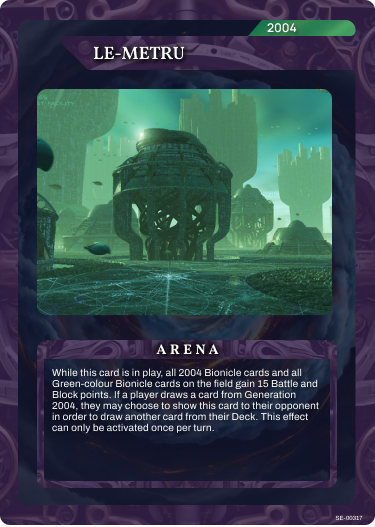 2004
LE-METRU
ARENA
While this card is in play, all 2004 Bionicle cards and all
Green-colour Bionicle cards on the field gain 15 Battle and
Block points. If a player draws a card from Generation
2004, they may choose to show this card to their opponent
in order to draw another card from their Deck. This effect
can only be activated once per turn.
SE-00317